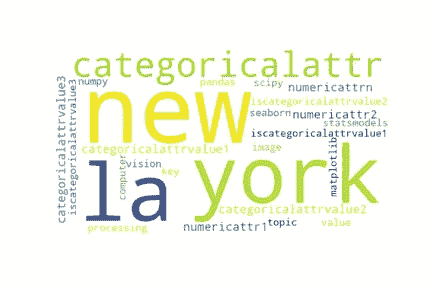 categoricalattr
numpy
pandas
scipy
numericattrn
categoricalattrvalue3
iscategoricalattrvalue3
new
iscategoricalattrvalue2
seaborn
numericattr2
statsmodels
iscategoricalattrvalue1
categoricalattrvalue1
image
vision
key
computer
la
york
matplotlib
categoricalattrvalue2
numericattr1
topic
value
processing